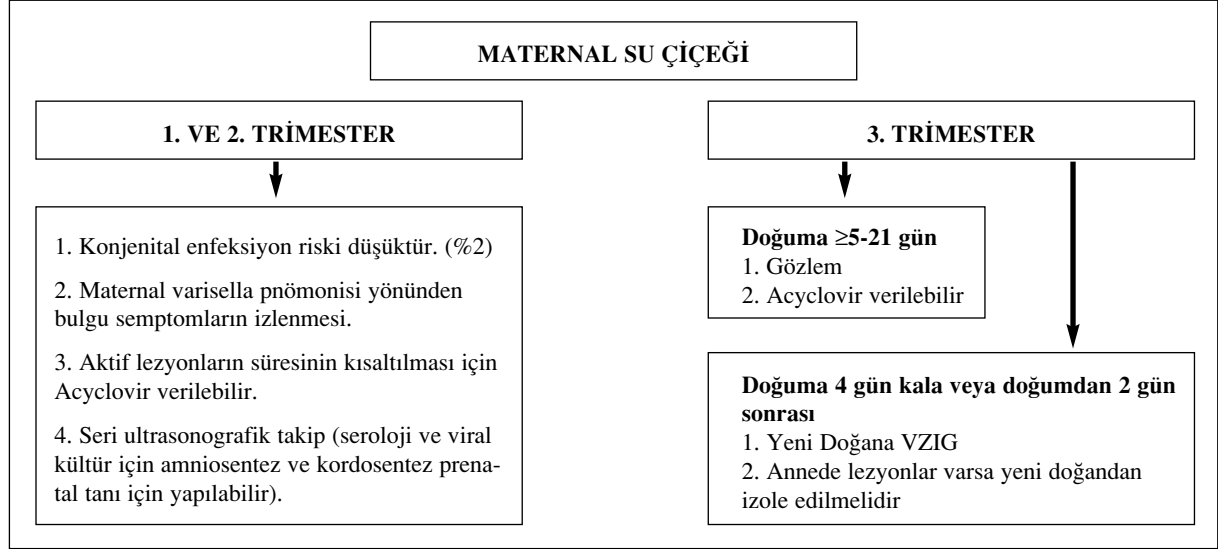 MATERNAL SU ÇİÇEĞİ
1. VE 2. TRİMESTER
1. Konjenital enfeksiyon riski düşüktür. (%2)
2. Maternal varisella pnömonisi yönünden
bulgu semptomların izlenmesi.
3. Aktif lezyonların süresinin kısaltılması için
Acyclovir verilebilir.
4. Seri ultrasonografik takip (seroloji ve viral
kültür için amniosentez ve kordosentez prena-
tal tanı için yapılabilir).
3. TRİMESTER
Doğuma ≥5-21 gün
1. Gözlem
2. Acyclovir verilebilir
Doğuma 4 gün kala veya doğumdan 2 gün
sonrası
1. Yeni Doğana VZIG
2. Annede lezyonlar varsa yeni doğandan
izole edilmelidir